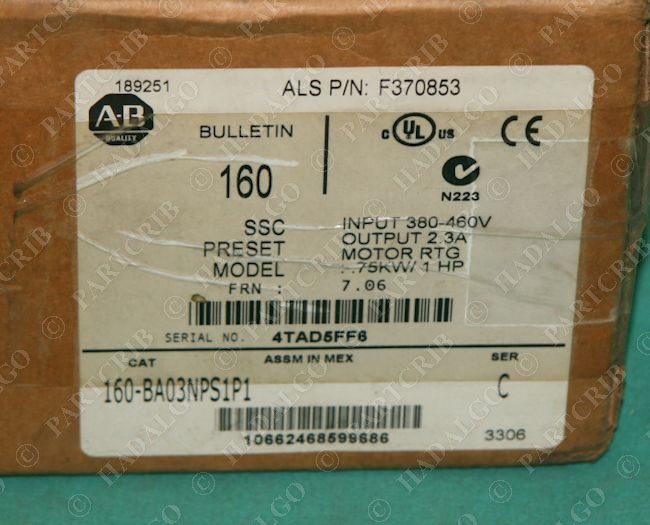 189251 ALS P/N: F370853
A-B
QUALITY
BULLETIN
160
C UL US
CE
N223
SSC INPUT 380-460V
PRESET OUTPUT 2.3A
MODEL MOTOR RTG
.75KW/ 1 HP
FRN : 7.06
SERIAL NO. 4TAD5FF6
CAT ASSM IN MEX SER
160-BA03NPS1P1 C
10662468599686
3306
© PARTCRIB
© HADALGO